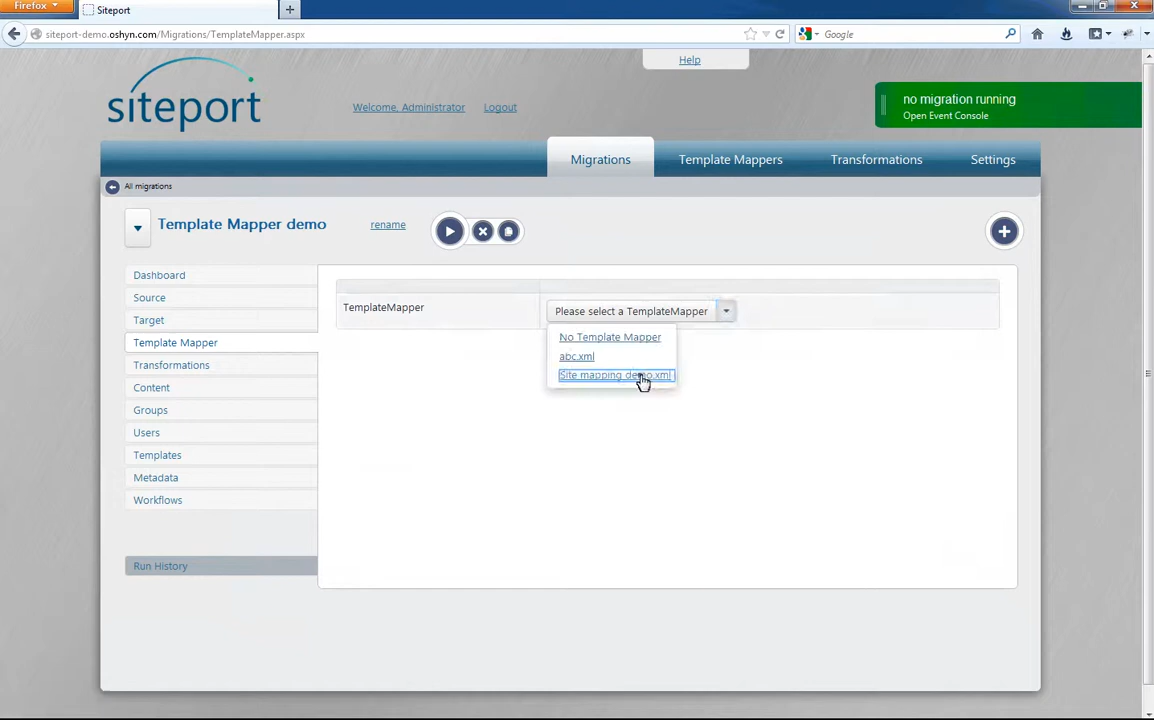 Firefox
Siteport
siteport-demo.oshyn.com/Migrations/TemplateMapper.aspx
Google
Help
siteport
Welcome, Administrator
Logout
no migration running
Open Event Console
Migrations
Template Mappers
Transformations
Settings
All migrations
Template Mapper demo
rename
Dashboard
Source
Target
Template Mapper
Transformations
Content
Groups
Users
Templates
Metadata
Workflows
Run History
TemplateMapper
Please select a TemplateMapper
No Template Mapper
abc.xml
Site mapping demo.xml